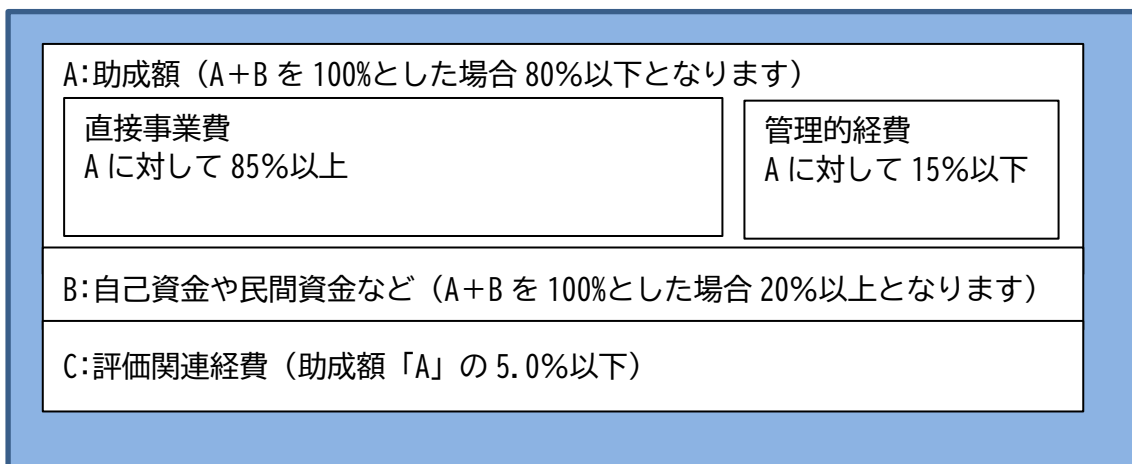 A:助成額（A＋B を 100%とした場合 80％以下となります）
直接事業費
A に対して 85％以上
管理的経費
A に対して 15％以下
B:自己資金や民間資金など（A＋B を 100%とした場合 20％以上となります）
C:評価関連経費（助成額「A」の 5.0％以下）